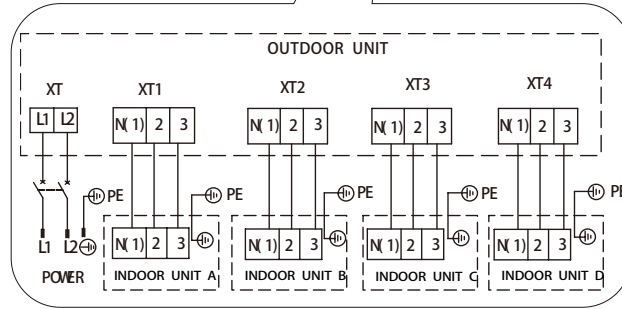 OUTDOOR UNIT
XT XT1 XT2 XT3 XT4
L1 L2 N(1) 2 3 N(1) 2 3 N(1) 2 3 N(1) 2 3
PE PE PE PE PE
L1 L2 N(1) 2 3 N(1) 2 3 N(1) 2 3 N(1) 2 3
POWER INDOOR UNIT A INDOOR UNIT B INDOOR UNIT C INDOOR UNIT D